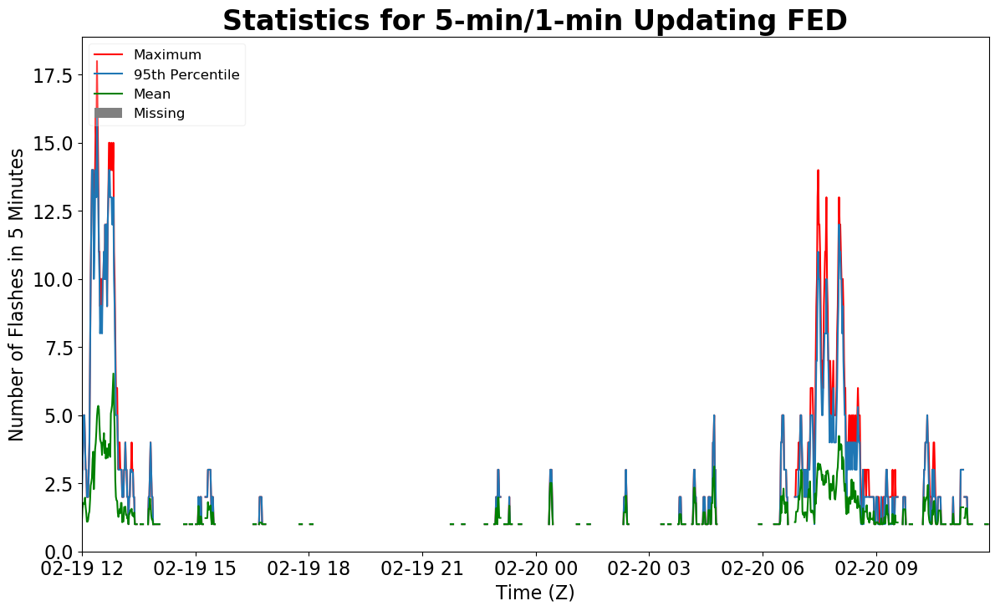 Statistics for 5-min/1-min Updating FED
Maximum
95th Percentile
Mean
Missing
17.5
15.0
12.5
10.0
7.5
5.0
2.5
0.0
Number of Flashes in 5 Minutes
02-19 12
02-19 15
02-19 18
02-19 21
02-20 00
02-20 03
02-20 06
02-20 09
Time (Z)